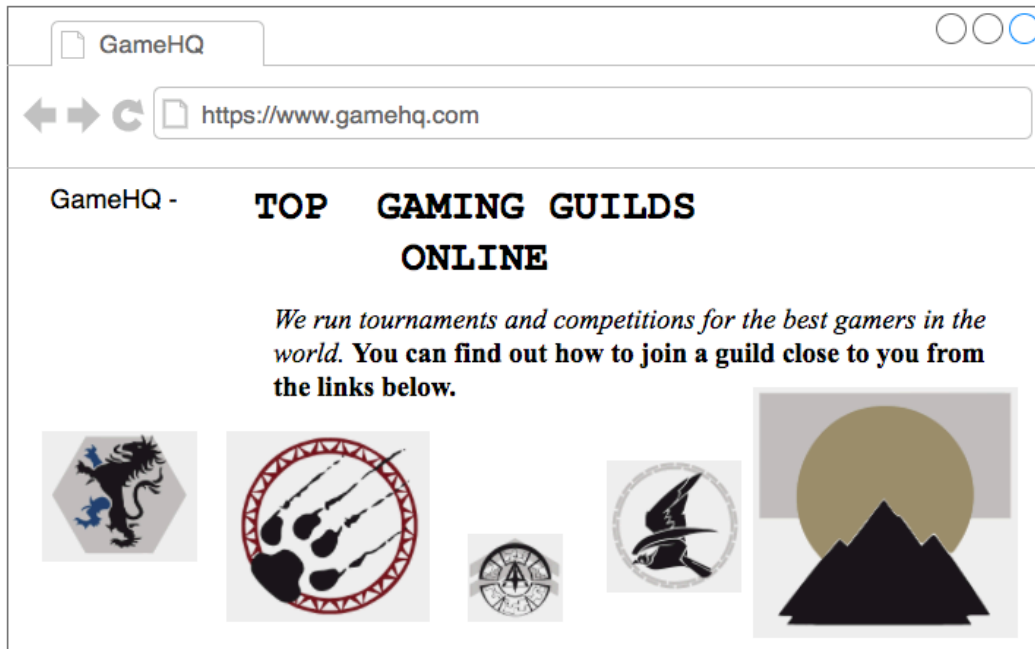 GameHQ
https://www.gamehq.com
GameHQ - TOP GAMING GUILDS
ONLINE
We run tournaments and competitions for the best gamers in the
world. You can find out how to join a guild close to you from
the links below.